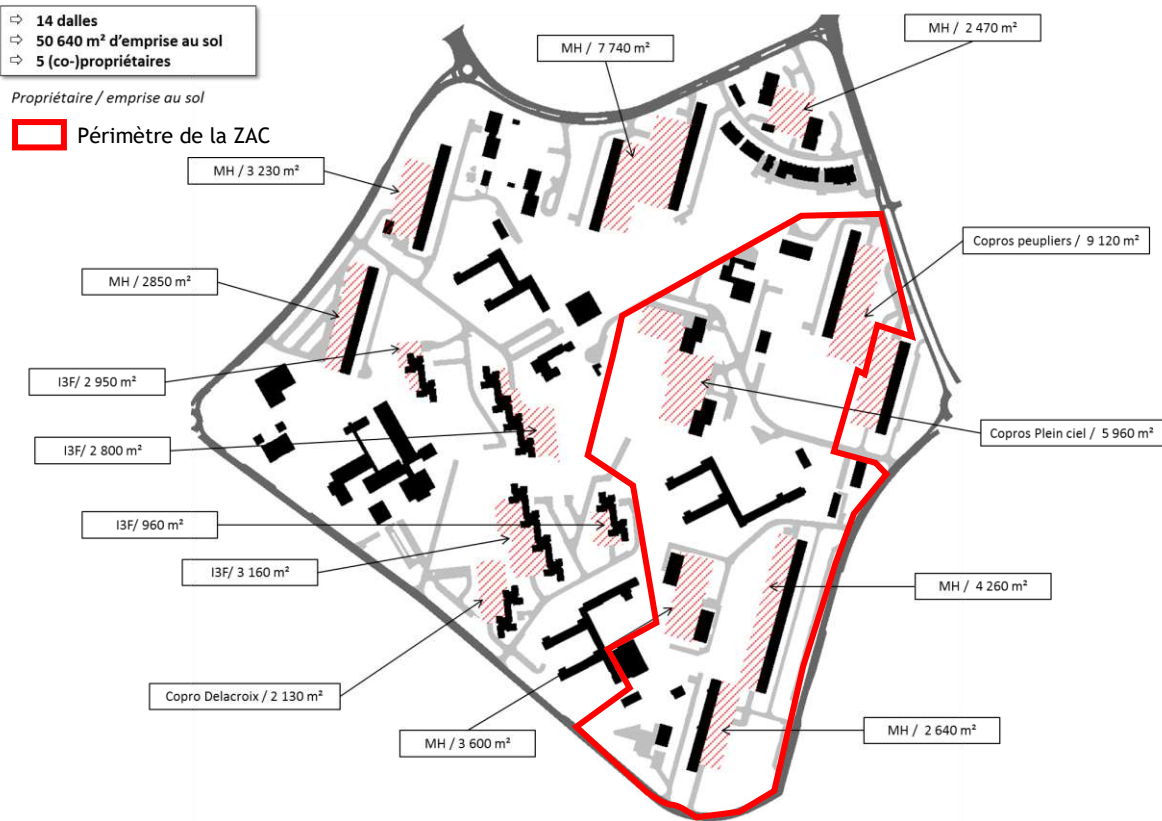 ⇨ 14 dalles
⇨ 50 640 m² d’emprise au sol
⇨ 5 (co-)propriétaires
Propriétaire / emprise au sol
Périmètre de la ZAC
MH / 7 740 m²
MH / 2 470 m²
MH / 3 230 m²
Copros peupliers / 9 120 m²
MH / 2850 m²
I3F/ 2 950 m²
Copros Plein ciel / 5 960 m²
I3F/ 2 800 m²
I3F/ 960 m²
I3F/ 3 160 m²
MH / 4 260 m²
Copro Delacroix / 2 130 m²
MH / 3 600 m²
MH / 2 640 m²